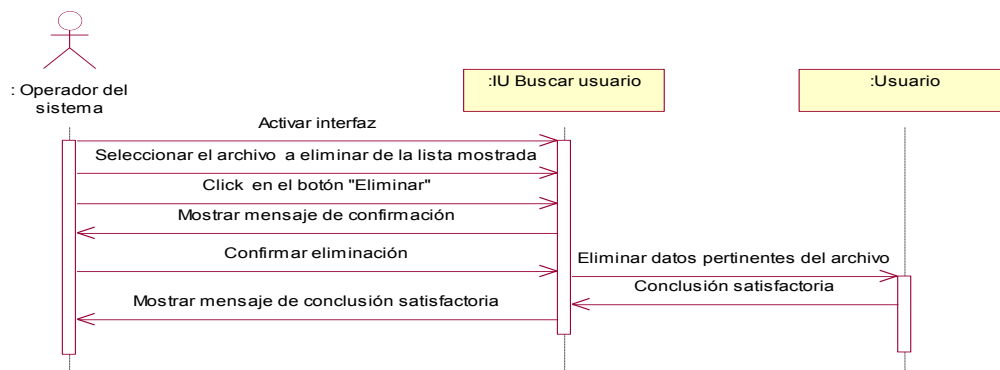 : Operador del
sistema
:IU Buscar usuario
:Usuario
Activar interfaz
Seleccionar el archivo a eliminar de la lista mostrada
Click en el botón "Eliminar"
Mostrar mensaje de confirmación
Confirmar eliminación
Eliminar datos pertinentes del archivo
Conclusión satisfactoria
Mostrar mensaje de conclusión satisfactoria